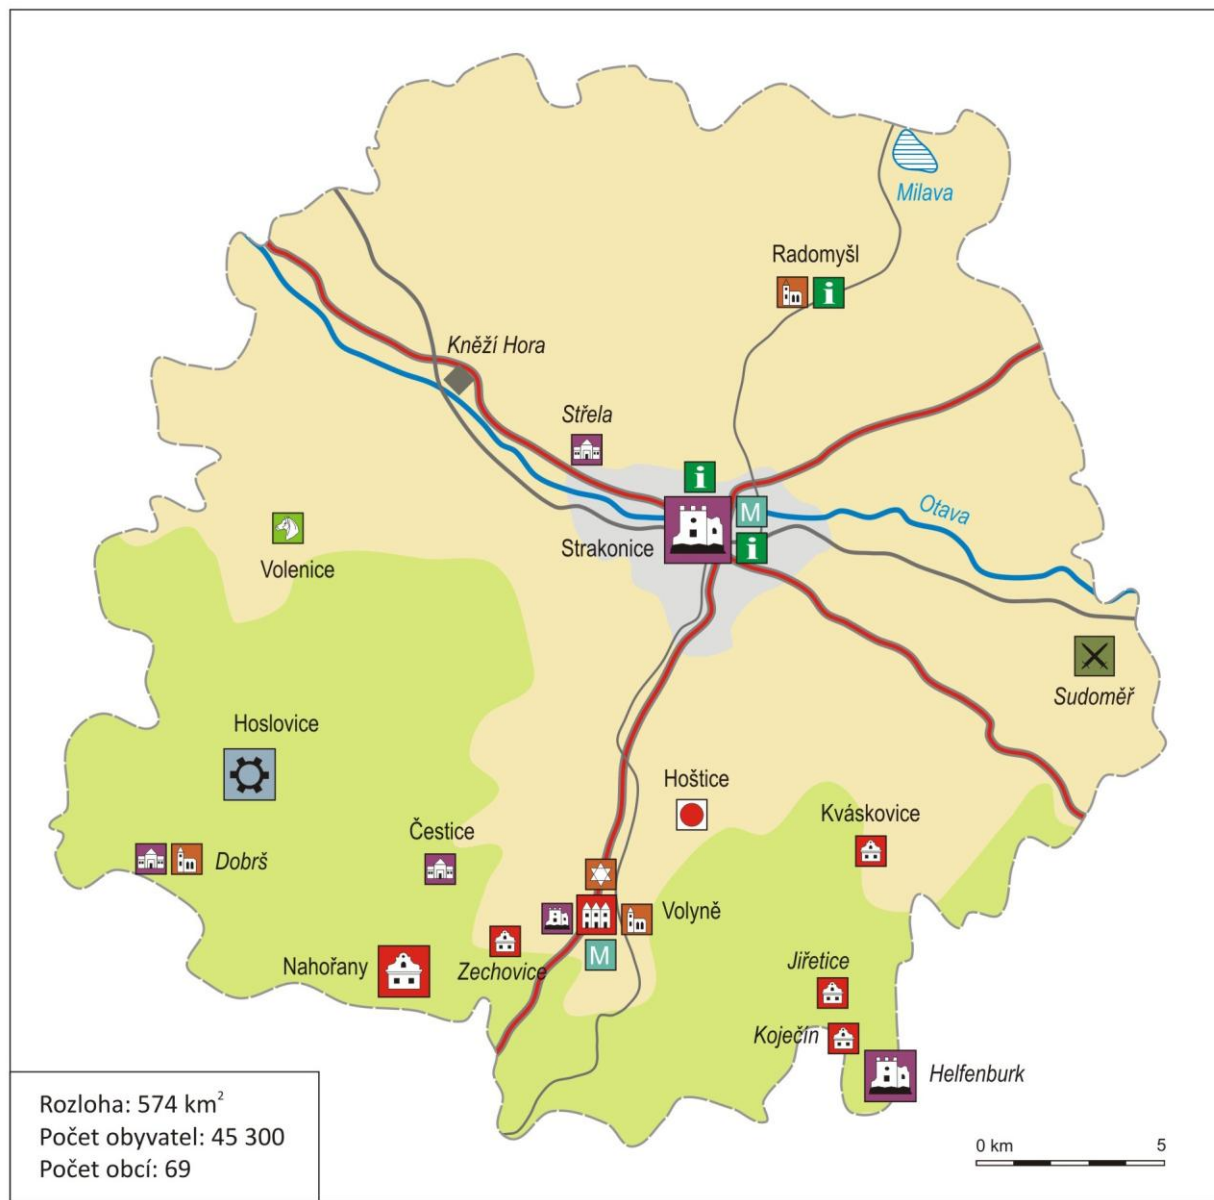 Milava
Radomyšl
i
Kněží Hora
Střela
i
M
Otava
Strakonice
i
Volenice
Sudoměř
Hoslovice
Hoštice
Kváskovice
Čestice
Dobrš
Volyně
Nahořany
Zechovice
M
Jiřetice
Koječín
Helfenburk
Rozloha: 574 km²
Počet obyvatel: 45 300
Počet obcí: 69
0 km 5